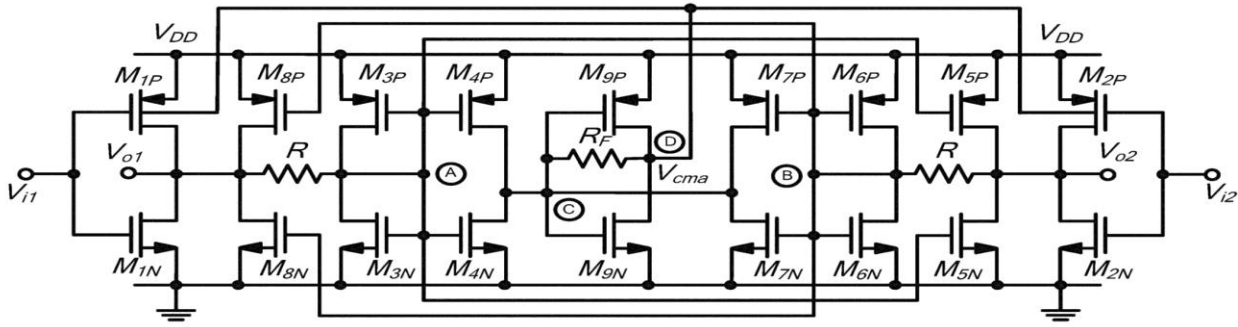 V_DD V_DD
M_1P M_8P M_3P M_4P M_9P M_7P M_6P M_5P M_2P
V_o1 R A R_F D V_cma B R V_o2
V_i1 C V_i2
M_1N M_8N M_3N M_4N M_9N M_7N M_6N M_5N M_2N